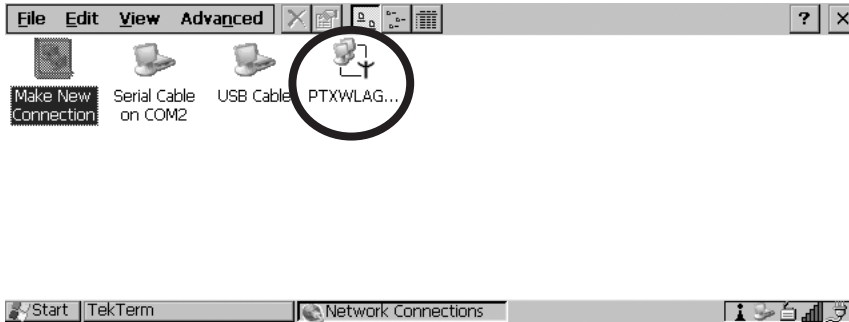 File Edit View Advanced ? X
Make New Connection
Serial Cable on COM2
USB Cable
PTXWLAG...
Start TekTerm Network Connections